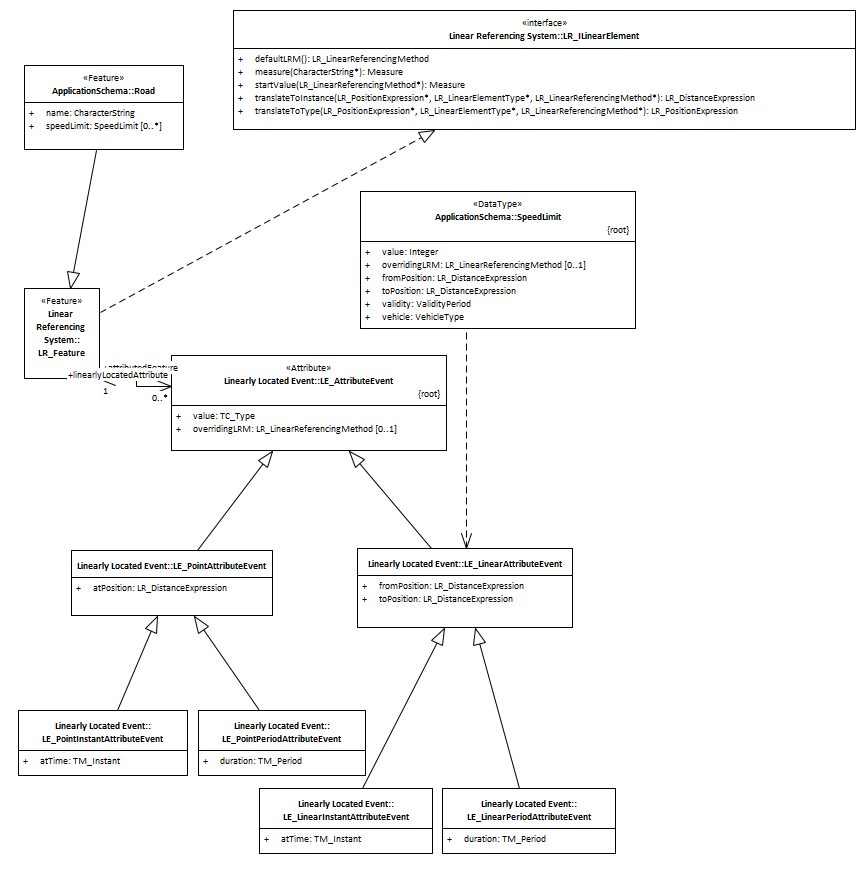 «interface»
Linear Referencing System::LR_ILinearElement
+ defaultLRM(): LR_LinearReferencingMethod
+ measure(CharacterString*): Measure
+ startValue(LR_LinearReferencingMethod*): Measure
+ translateToInstance(LR_PositionExpression*, LR_LinearElementType*, LR_LinearReferencingMethod*): LR_DistanceExpression
+ translateToType(LR_PositionExpression*, LR_LinearElementType*, LR_LinearReferencingMethod*): LR_PositionExpression
«Feature»
ApplicationSchema::Road
+ name: CharacterString
+ speedLimit: SpeedLimit [0..*]
«DataType»
ApplicationSchema::SpeedLimit
{root}
+ value: Integer
+ overridingLRM: LR_LinearReferencingMethod [0..1]
+ fromPosition: LR_DistanceExpression
+ toPosition: LR_DistanceExpression
+ validity: ValidityPeriod
+ vehicle: VehicleType
«Feature»
Linear
Referencing
System::
LR_Feature
+attributedFeature
+linearlyLocatedAttribute
1
0..*
«Attribute»
Linearly Located Event::LE_AttributeEvent
{root}
+ value: TC_Type
+ overridingLRM: LR_LinearReferencingMethod [0..1]
Linearly Located Event::LE_PointAttributeEvent
+ atPosition: LR_DistanceExpression
Linearly Located Event::LE_LinearAttributeEvent
+ fromPosition: LR_DistanceExpression
+ toPosition: LR_DistanceExpression
Linearly Located Event::
LE_PointInstantAttributeEvent
+ atTime: TM_Instant
Linearly Located Event::
LE_PointPeriodAttributeEvent
+ duration: TM_Period
Linearly Located Event::
LE_LinearInstantAttributeEvent
+ atTime: TM_Instant
Linearly Located Event::
LE_LinearPeriodAttributeEvent
+ duration: TM_Period